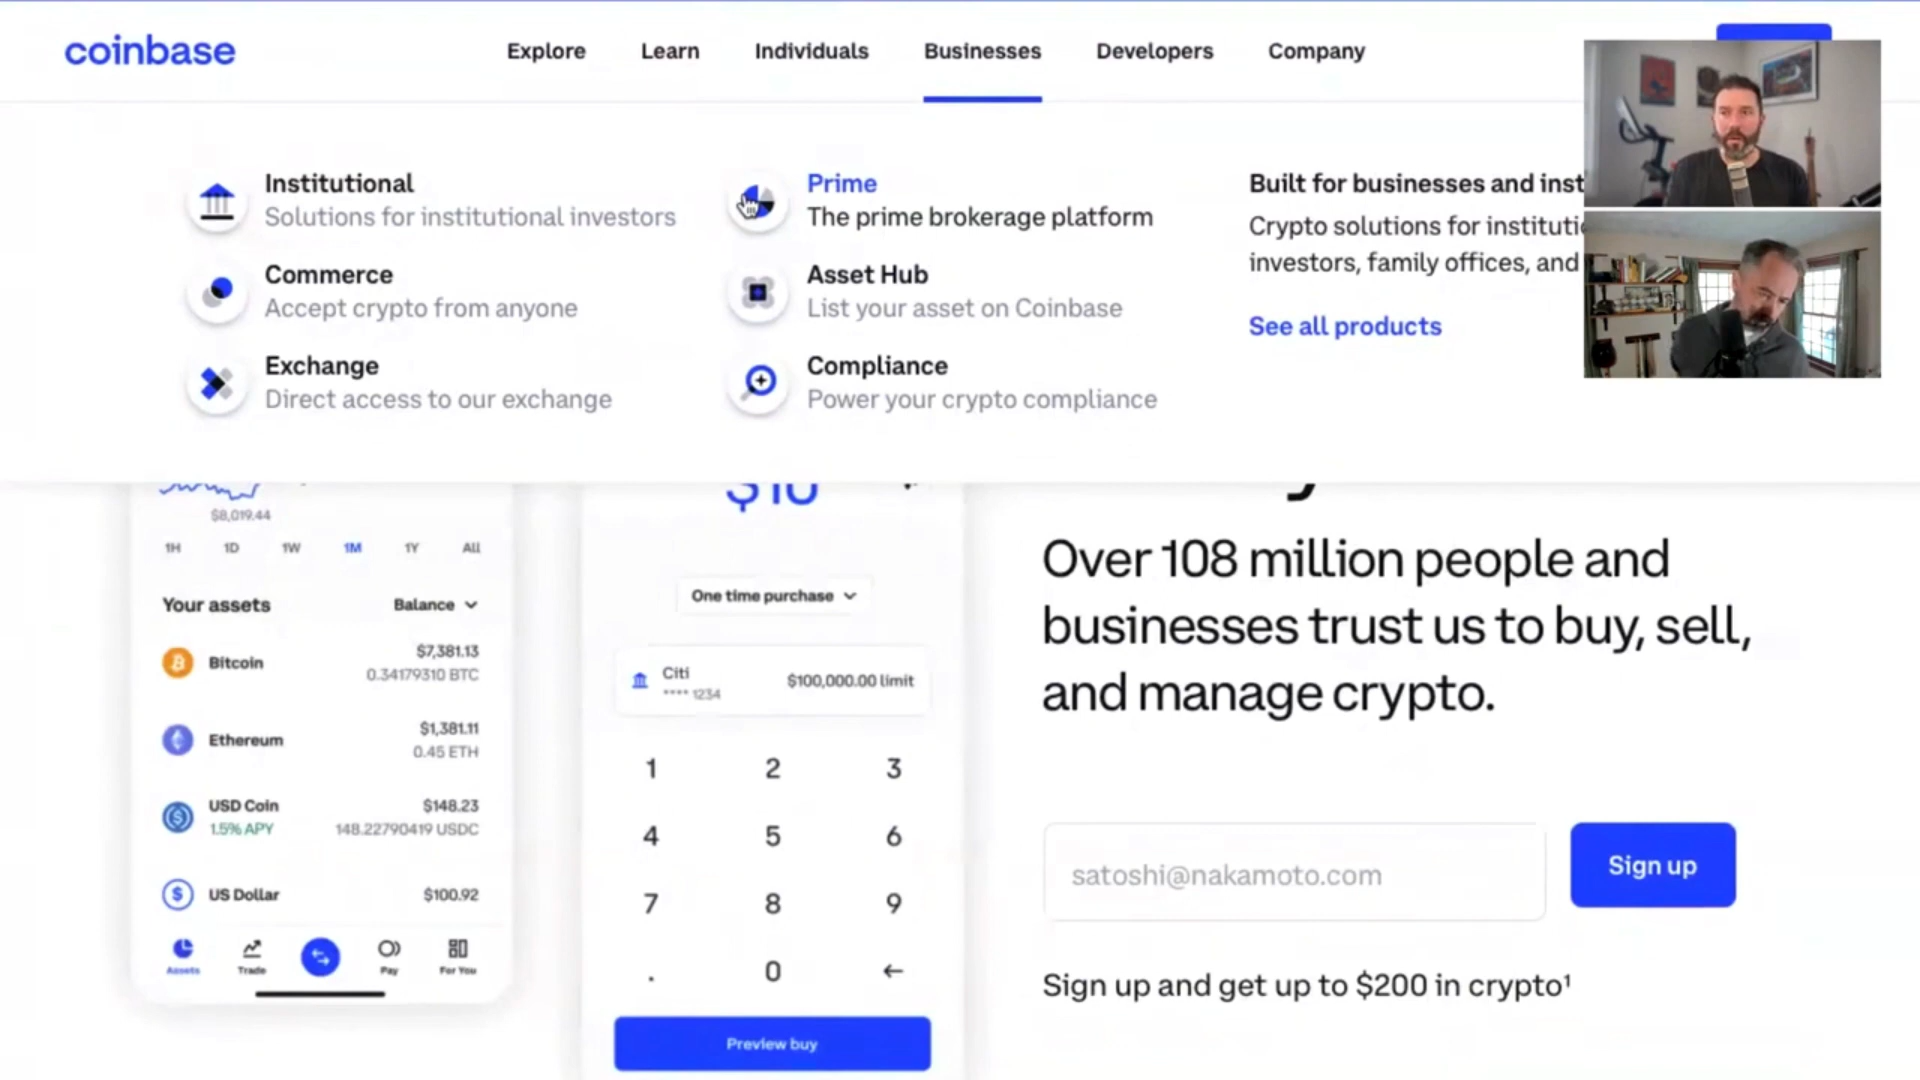 coinbase
Explore
Learn
Individuals
Businesses
Developers
Company
Institutional
Solutions for institutional investors
Commerce
Accept crypto from anyone
Exchange
Direct access to our exchange
Prime
The prime brokerage platform
Asset Hub
List your asset on Coinbase
Compliance
Power your crypto compliance
Built for businesses and inst
Crypto solutions for instituti
investors, family offices, and
See all products
$8,019.44
1H 1D 1W 1M 1Y All
Your assets Balance
Bitcoin $7,381.13
0.34179310 BTC
Ethereum $1,381.11
0.45 ETH
USD Coin $148.23
1.5% APY 148.22790419 USDC
US Dollar $100.92
Assets Trade Pay For You
$10
One time purchase
Citi
**** 1234
$100,000.00 limit
1 2 3
4 5 6
7 8 9
. 0 ←
Preview buy
Over 108 million people and
businesses trust us to buy, sell,
and manage crypto.
satoshi@nakamoto.com
Sign up
Sign up and get up to $200 in crypto¹